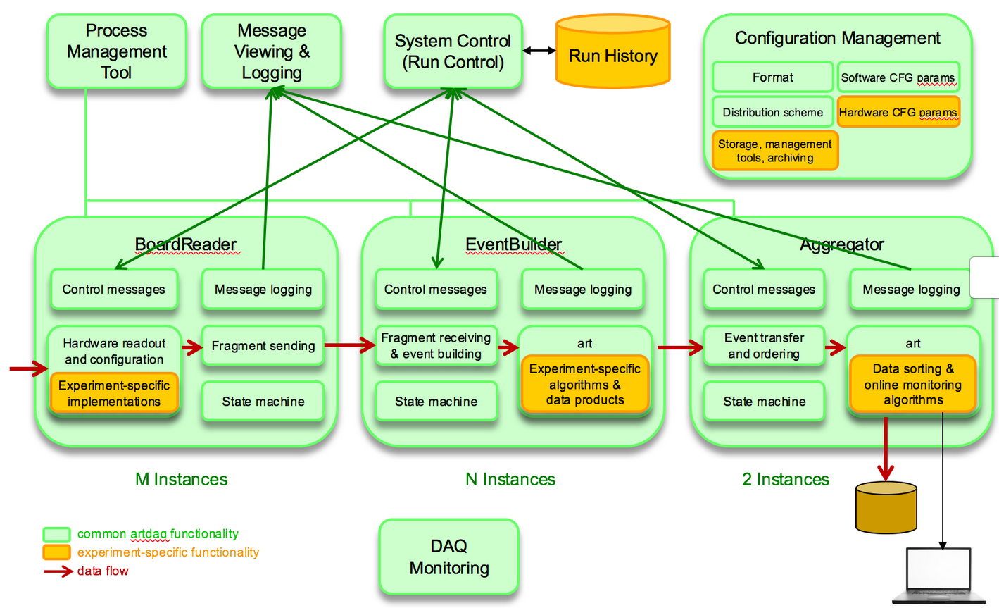 Process
Management
Tool
Message
Viewing &
Logging
System Control
(Run Control)
Run History
Configuration Management
Format
Software CFG params
Distribution scheme
Hardware CFG params
Storage, management
tools, archiving
BoardReader
Control messages
Message logging
Hardware readout
and configuration
Experiment-specific
implementations
Fragment sending
State machine
EventBuilder
Control messages
Message logging
Fragment receiving
& event building
State machine
art
Experiment-specific
algorithms &
data products
Aggregator
Control messages
Message logging
Event transfer
and ordering
State machine
art
Data sorting &
online monitoring
algorithms
M Instances
N Instances
2 Instances
common artdaq functionality
experiment-specific functionality
data flow
DAQ
Monitoring